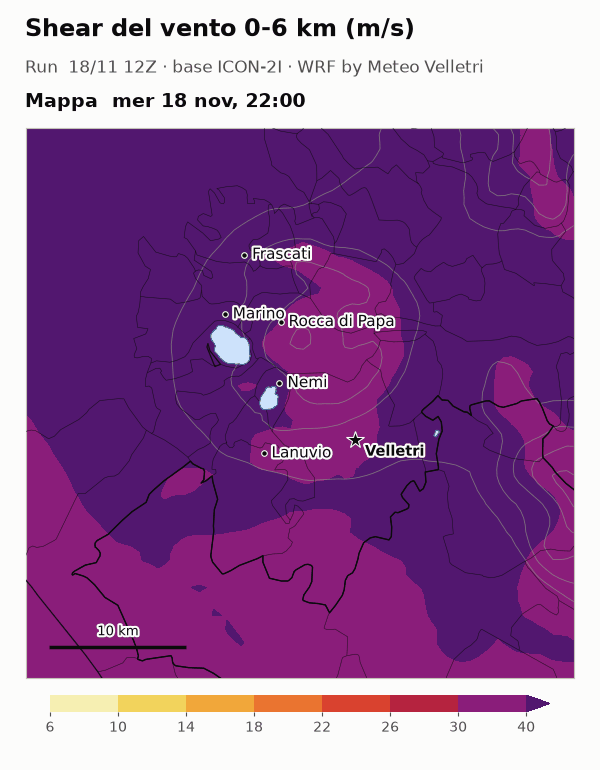 Shear del vento 0-6 km (m/s)
Run  18/11 12Z · base ICON-2I · WRF by Meteo Velletri
Mappa  mer 18 nov, 22:00
Frascati
Marino
Rocca di Papa
Nemi
Velletri
Lanuvio
10 km
6 10 14 18 22 26 30 40